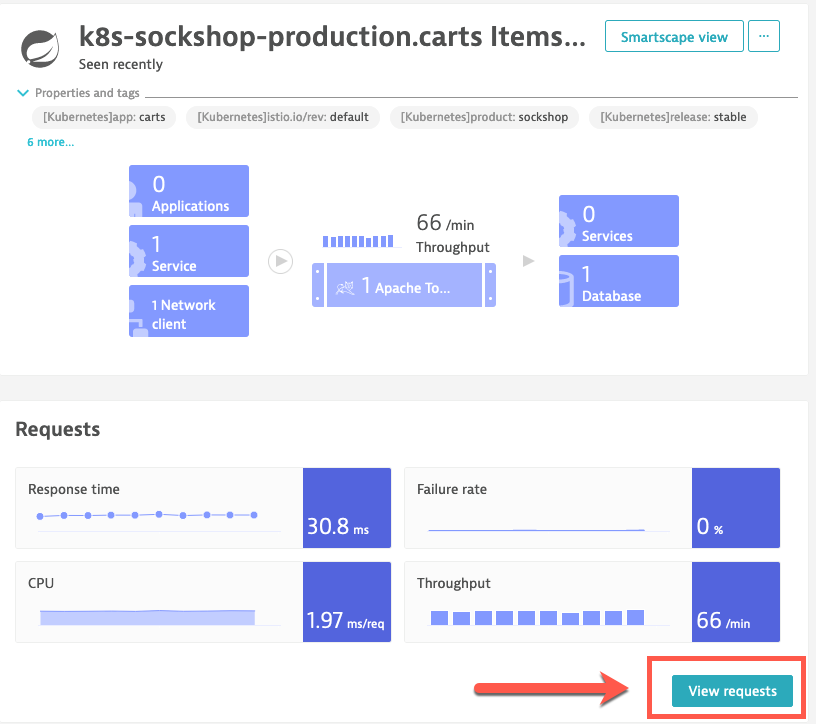 k8s-sockshop-production.carts Items...
Smartscape view
...
Seen recently
Properties and tags
[Kubernetes]app: carts
[Kubernetes]istio.io/rev: default
[Kubernetes]product: sockshop
[Kubernetes]release: stable
6 more...
0
Applications
1
Service
1 Network
client
66 /min
Throughput
1 Apache To...
0
Services
1
Database
Requests
Response time
30.8 ms
Failure rate
0 %
CPU
1.97 ms/req
Throughput
66 /min
View requests